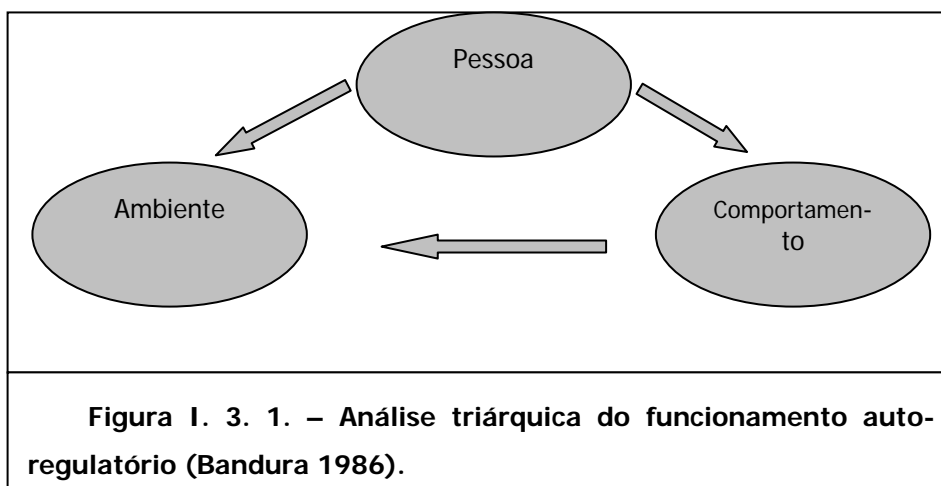 Pessoa
Ambiente
Comportamen-
to
Figura I. 3. 1. – Análise triárquica do funcionamento auto-
regulatório (Bandura 1986).